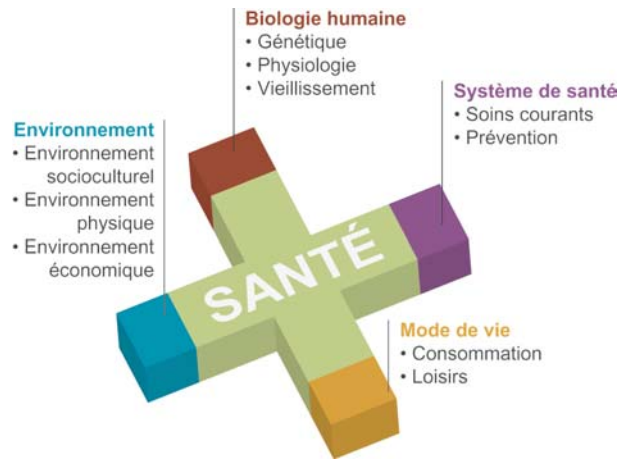 Biologie humaine
• Génétique
• Physiologie
• Vieillissement
Système de santé
• Soins courants
• Prévention
Environnement
• Environnement
socioculturel
• Environnement
physique
• Environnement
économique
SANTÉ
Mode de vie
• Consommation
• Loisirs